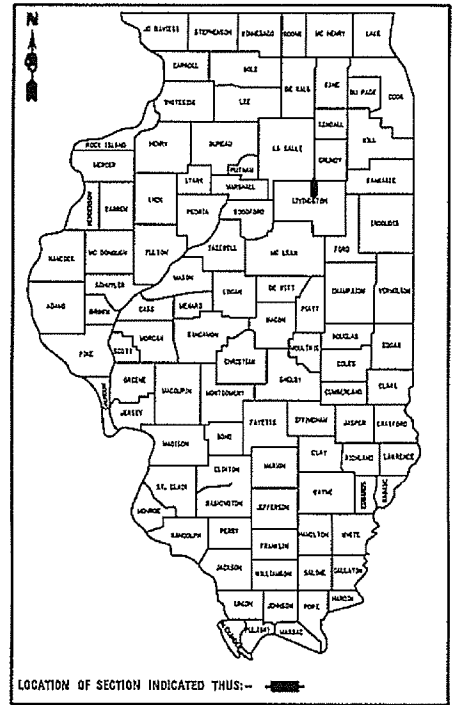 N
JO DAVIESS STEPHENSON WINNEBAGO BOONE MC HENRY LAKE
CARROLL OGLE DE KALB KANE DU PAGE COOK
WHITESIDE LEE KENDALL WILL
ROCK ISLAND HENRY BUREAU LA SALLE GRUNDY
MERCER STARK PUTNAM MARSHALL KANKAKEE
HENDERSON WARREN KNOX PEORIA WOODFORD LIVINGSTON IROQUOIS
HANCOCK MC DONOUGH FULTON TAZEWELL MC LEAN FORD
SCHUYLER MASON LOGAN DE WITT CHAMPAIGN VERMILION
ADAMS BROWN CASS MENARD MACON PIATT
PIKE SCOTT MORGAN SANGAMON MOULTRIE DOUGLAS EDGAR
CHRISTIAN COLES
GREENE MACOUPIN MONTGOMERY SHELBY CUMBERLAND CLARK
CALHOUN JERSEY FAYETTE EFFINGHAM JASPER CRAWFORD
MADISON BOND CLAY RICHLAND LAWRENCE
ST. CLAIR CLINTON MARION WAYNE EDWARDS WABASH
MONROE WASHINGTON JEFFERSON
RANDOLPH PERRY FRANKLIN HAMILTON WHITE
JACKSON WILLIAMSON SALINE GALLATIN
UNION JOHNSON POPE HARDIN
ALEXANDER PULASKI MASSAC
LOCATION OF SECTION INDICATED THUS:-